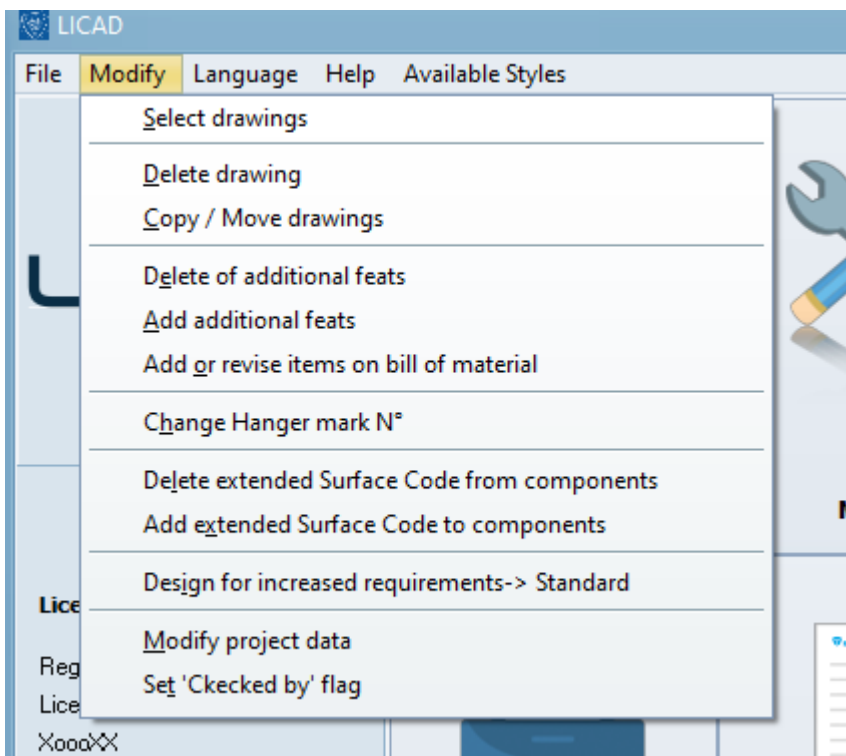 LICAD
File Modify Language Help Available Styles
Select drawings
Delete drawing
Copy / Move drawings
Delete of additional feats
Add additional feats
Add or revise items on bill of material
Change Hanger mark N°
Delete extended Surface Code from components
Add extended Surface Code to components
Design for increased requirements-> Standard
Modify project data
Set 'Ckecked by' flag
Lice
Reg
Lice
XoooXX